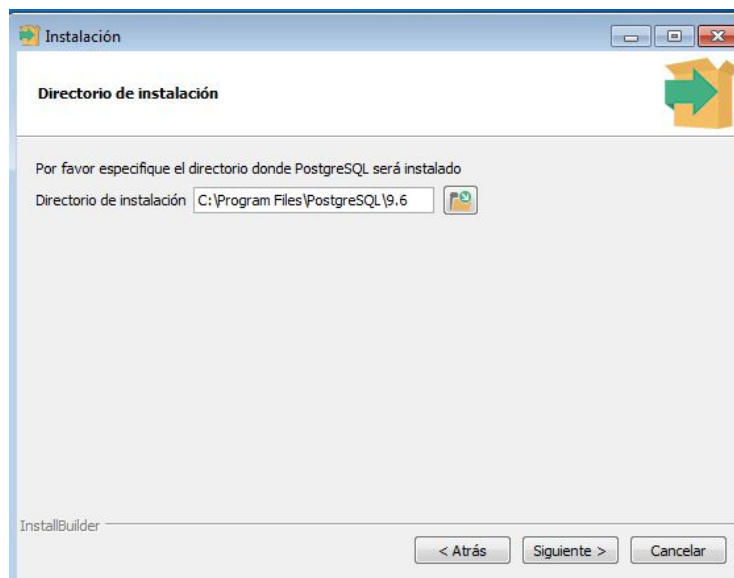 Instalación
Directorio de instalación
Por favor especifique el directorio donde PostgreSQL será instalado
Directorio de instalación C:\Program Files\PostgreSQL\9.6
InstallBuilder
< Atrás Siguiente > Cancelar